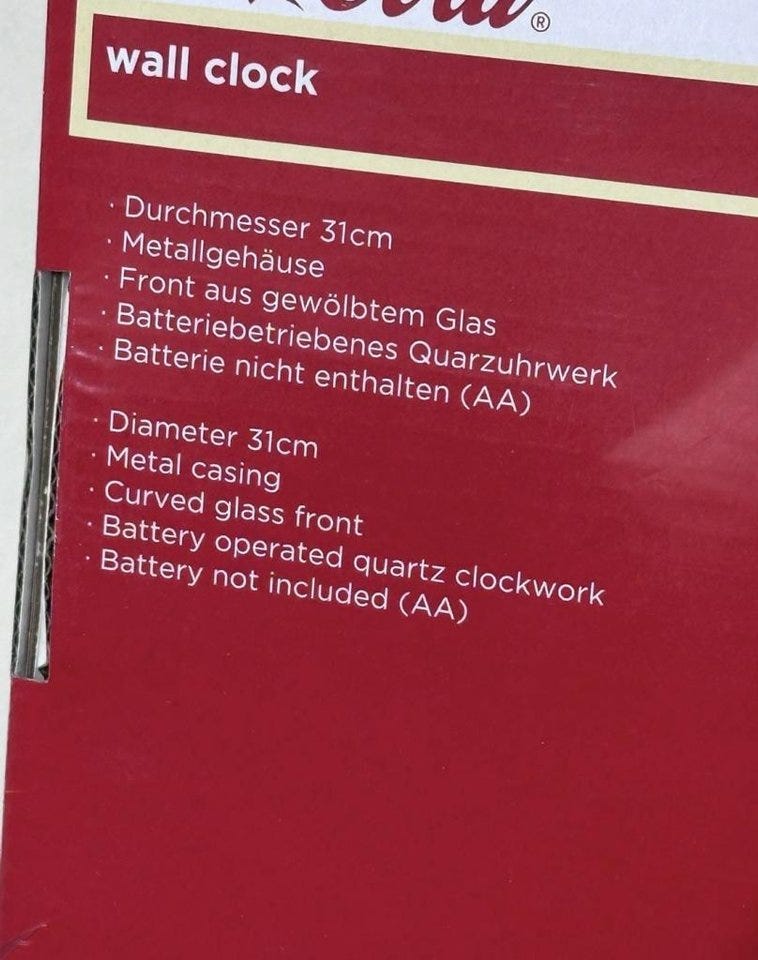 ®
wall clock
· Durchmesser 31cm
· Metallgehäuse
· Front aus gewölbtem Glas
· Batteriebetriebenes Quarzuhrwerk
· Batterie nicht enthalten (AA)
· Diameter 31cm
· Metal casing
· Curved glass front
· Battery operated quartz clockwork
· Battery not included (AA)